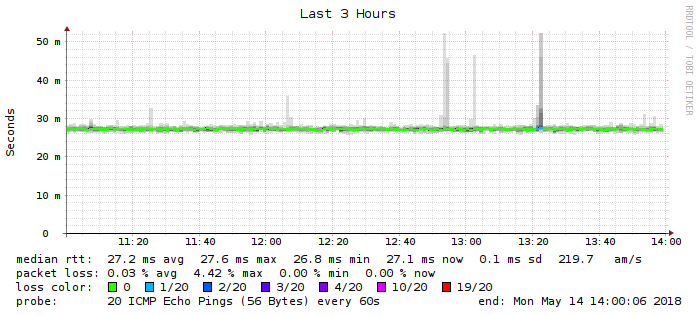 Last 3 Hours
RRDTOOL / TOBI OETIKER
Seconds
50 m
40 m
30 m
20 m
10 m
0
11:20 11:40 12:00 12:20 12:40 13:00 13:20 13:40 14:00
median rtt: 27.2 ms avg 27.6 ms max 26.8 ms min 27.1 ms now 0.1 ms sd 219.7 am/s
packet loss: 0.03 % avg 4.42 % max 0.00 % min 0.00 % now
loss color: 0 1/20 2/20 3/20 4/20 10/20 19/20
probe: 20 ICMP Echo Pings (56 Bytes) every 60s end: Mon May 14 14:00:06 2018